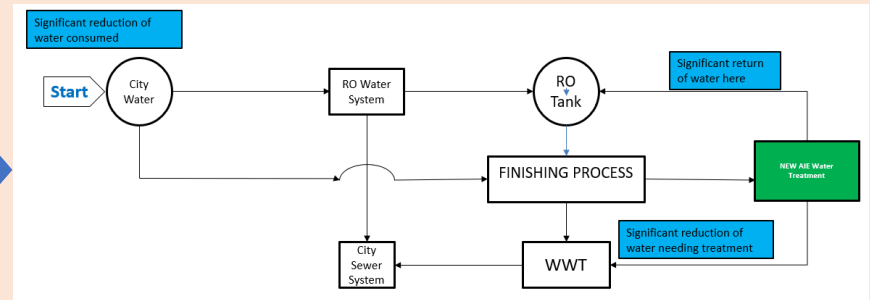 Significant reduction of
water consumed
Start
City
Water
RO Water
System
RO
Tank
Significant return
of water here
FINISHING PROCESS
NEW AIE Water
Treatment
Significant reduction of
water needing treatment
City
Sewer
System
WWT